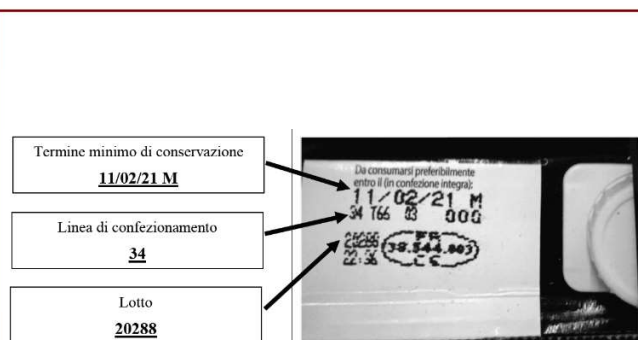 Termine minimo di conservazione
11/02/21 M
Linea di confezionamento
34
Lotto
20288
Da consumarsi preferibilmente
entro il (in confezione integra):
11/02/21 M
34 T66 03 000
20288
22:36
FR
(38.544.003)
CE